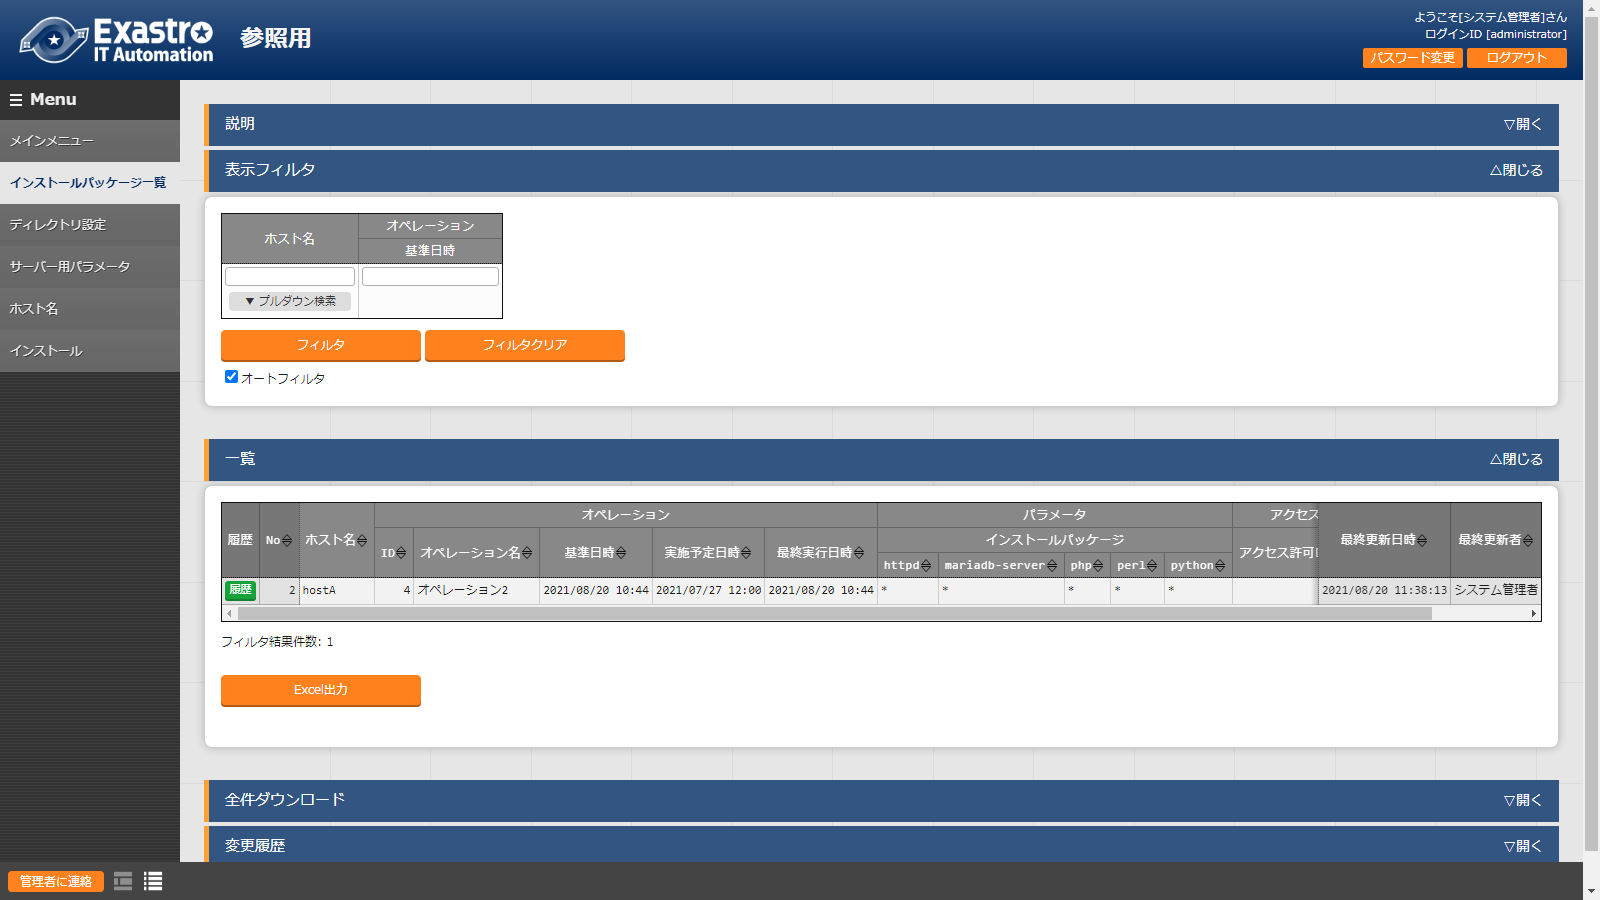 Exastro
IT Automation
参照用
ようこそ[システム管理者]さん
ログインID [administrator]
パスワード変更
ログアウト
Menu
メインメニュー
インストールパッケージ一覧
ディレクトリ設定
サーバー用パラメータ
ホスト名
インストール
説明
▽開く
表示フィルタ
△閉じる
ホスト名
オペレーション
基準日時
▼ プルダウン検索
フィルタ
フィルタクリア
オートフィルタ
一覧
△閉じる
履歴
No
ホスト名
オペレーション
ID
オペレーション名
基準日時
実施予定日時
最終実行日時
パラメータ
インストールパッケージ
httpd
mariadb-server
php
perl
python
アクセス
アクセス許可
最終更新日時
最終更新者
履歴 2 hostA 4 オペレーション2 2021/08/20 10:44 2021/07/27 12:00 2021/08/20 10:44 * * * * * 2021/08/20 11:38:13 システム管理者
フィルタ結果件数: 1
Excel出力
全件ダウンロード
▽開く
変更履歴
▽開く
管理者に連絡